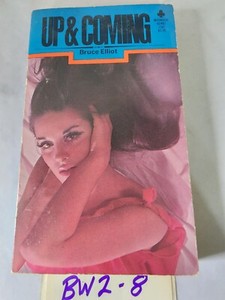 UP & COMING
Bruce Elliot
BW2-8